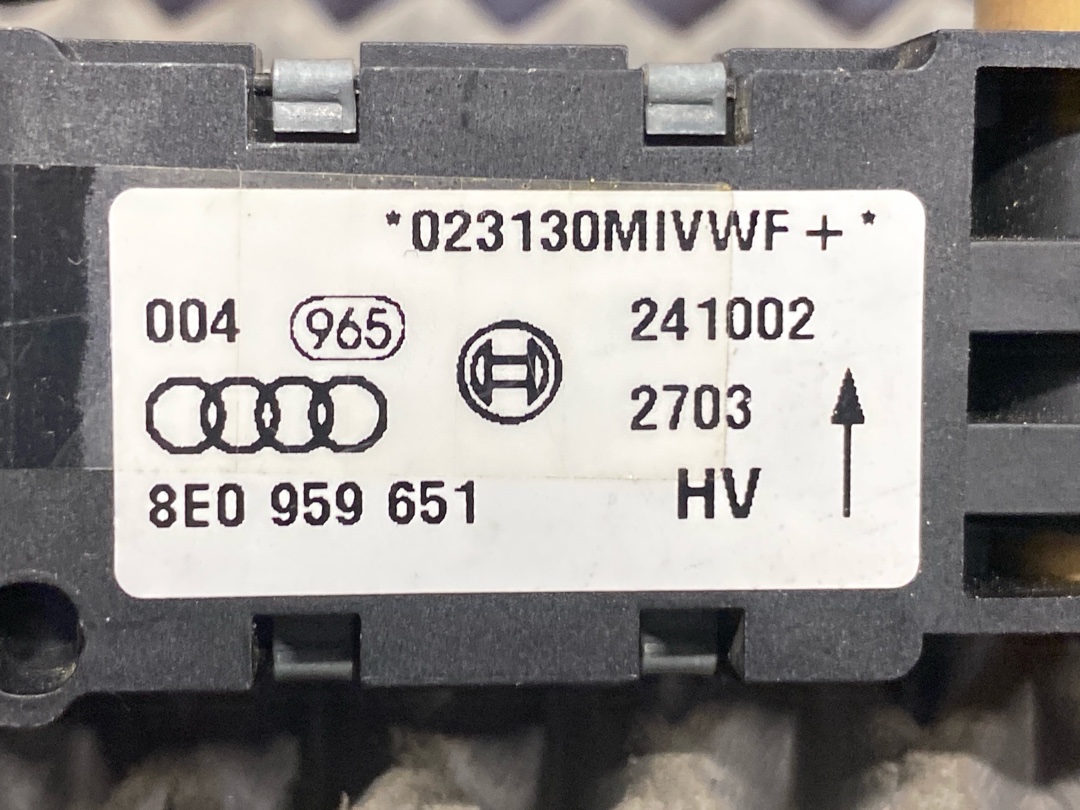 *023130MIVWF+*
004 965 241002
2703
8E0 959 651 HV